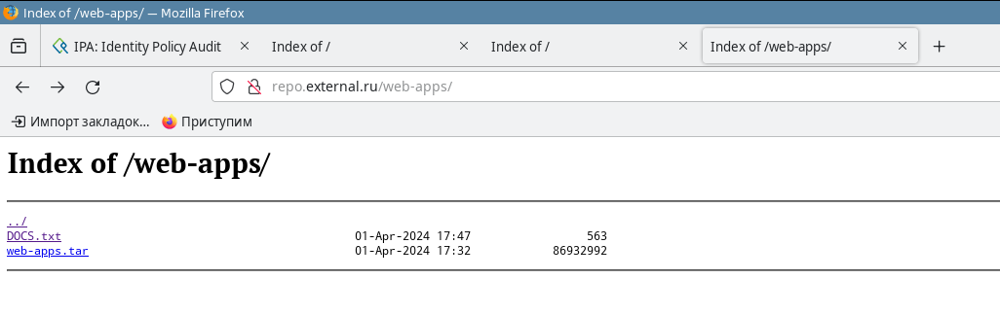 Index of /web-apps/ — Mozilla Firefox
IPA: Identity Policy Audit
Index of /
Index of /
Index of /web-apps/
repo.external.ru/web-apps/
Импорт закладок...
Приступим
Index of /web-apps/
../
DOCS.txt 01-Apr-2024 17:47 563
web-apps.tar 01-Apr-2024 17:32 86932992